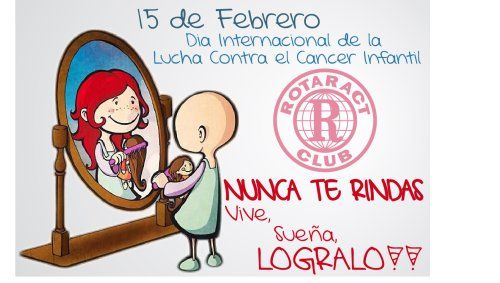 15 de Febrero
Dia Internacional de la
Lucha Contra el Cancer Infantil
ROTARACT
R
CLUB
NUNCA TE RINDAS
Vive,
Sueña,
LOGRALO!!